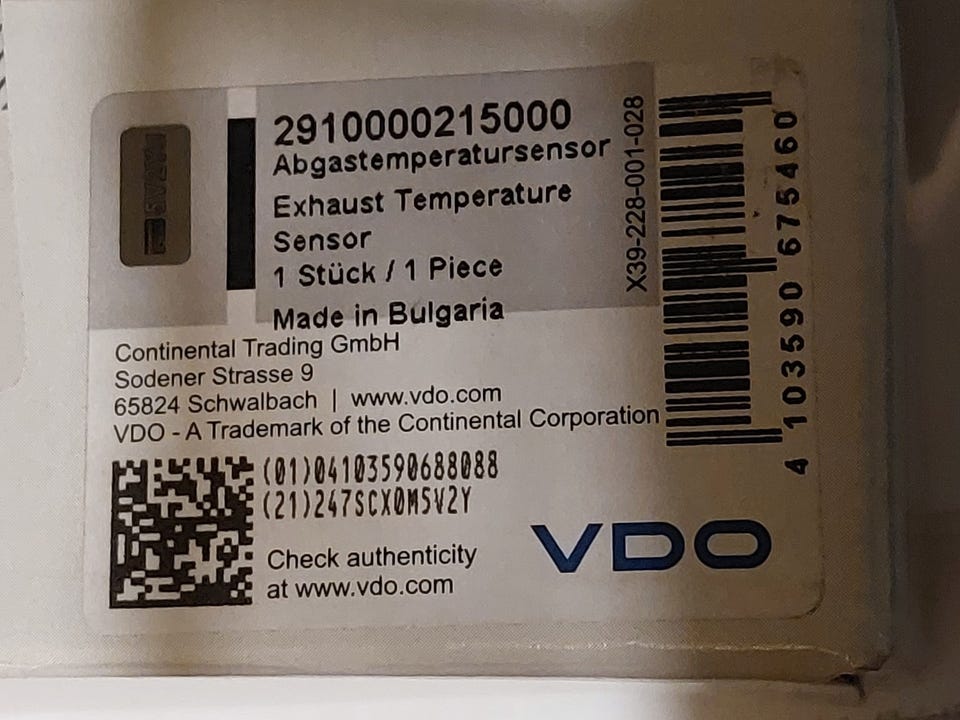 2910000215000
Abgastemperatursensor
Exhaust Temperature
Sensor
1 Stück / 1 Piece
Made in Bulgaria
X39-228-001-028
4 103590 675460
Continental Trading GmbH
Sodener Strasse 9
65824 Schwalbach | www.vdo.com
VDO - A Trademark of the Continental Corporation
(01)04103590688088
(21)247SCX0M5V2Y
Check authenticity
at www.vdo.com
VDO